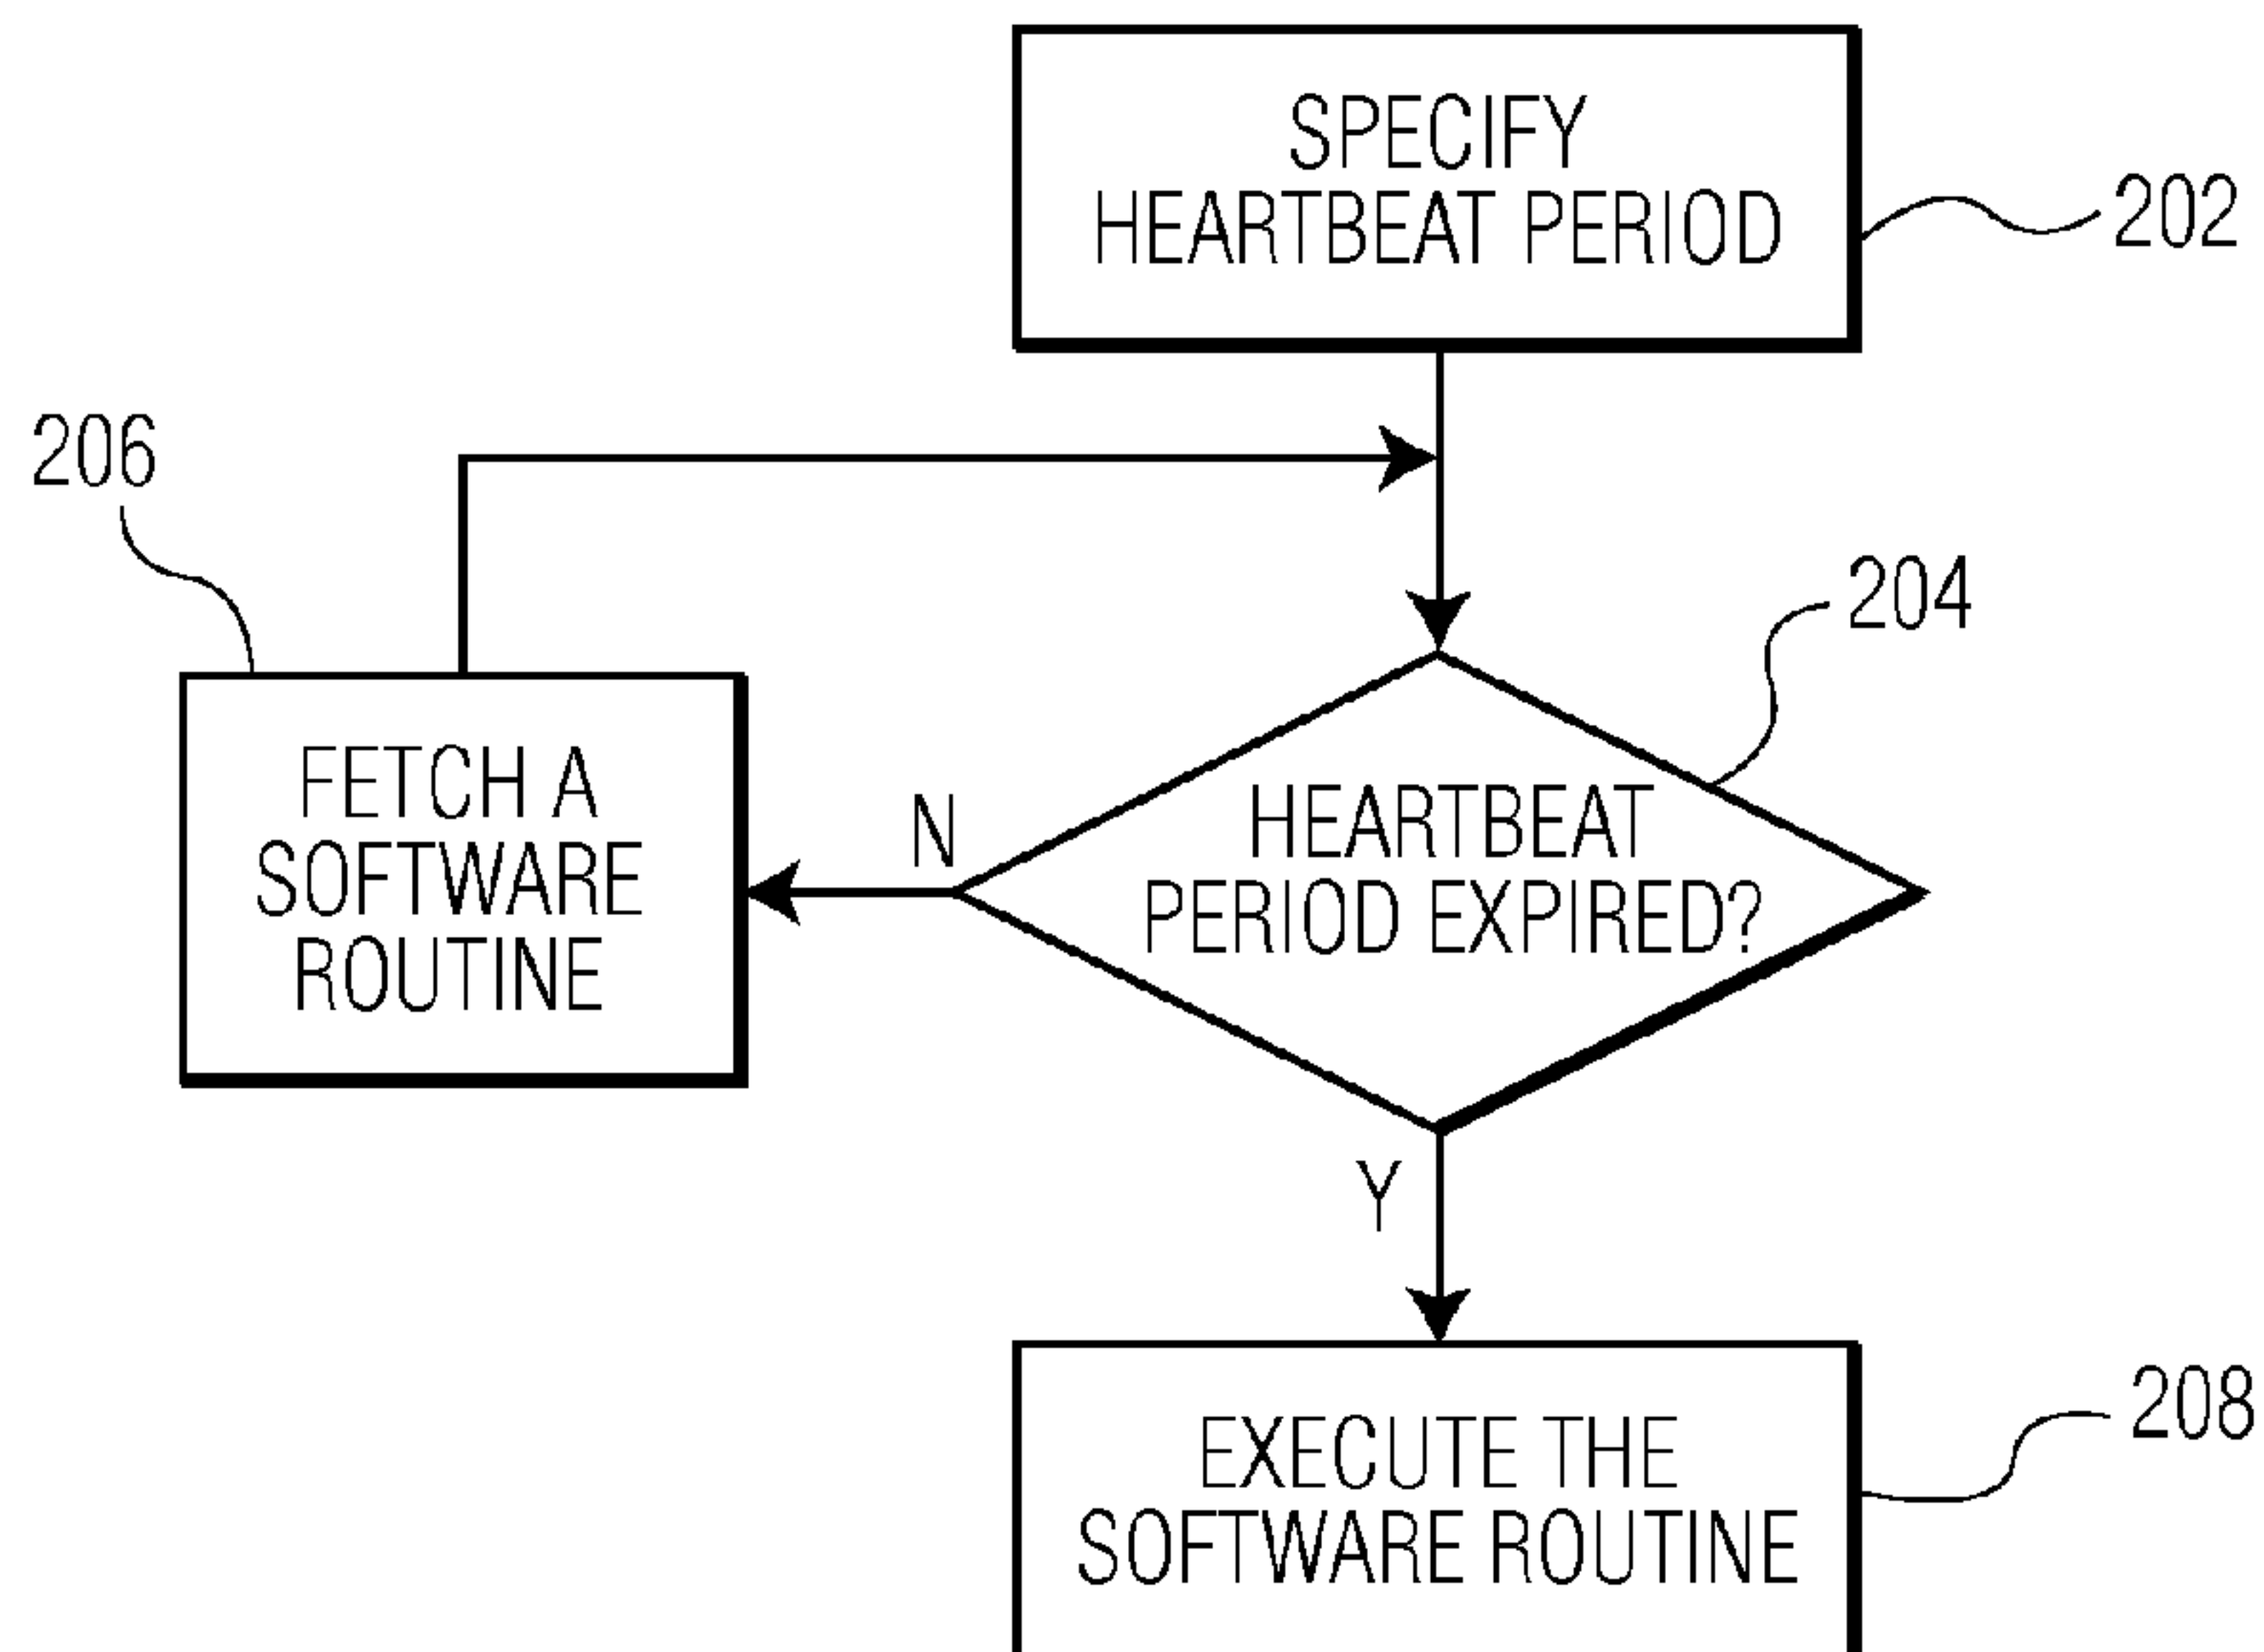 SPECIFY
HEARTBEAT PERIOD
202
206
204
FETCH A
SOFTWARE
ROUTINE
N
HEARTBEAT
PERIOD EXPIRED?
Y
EXECUTE THE
SOFTWARE ROUTINE
208